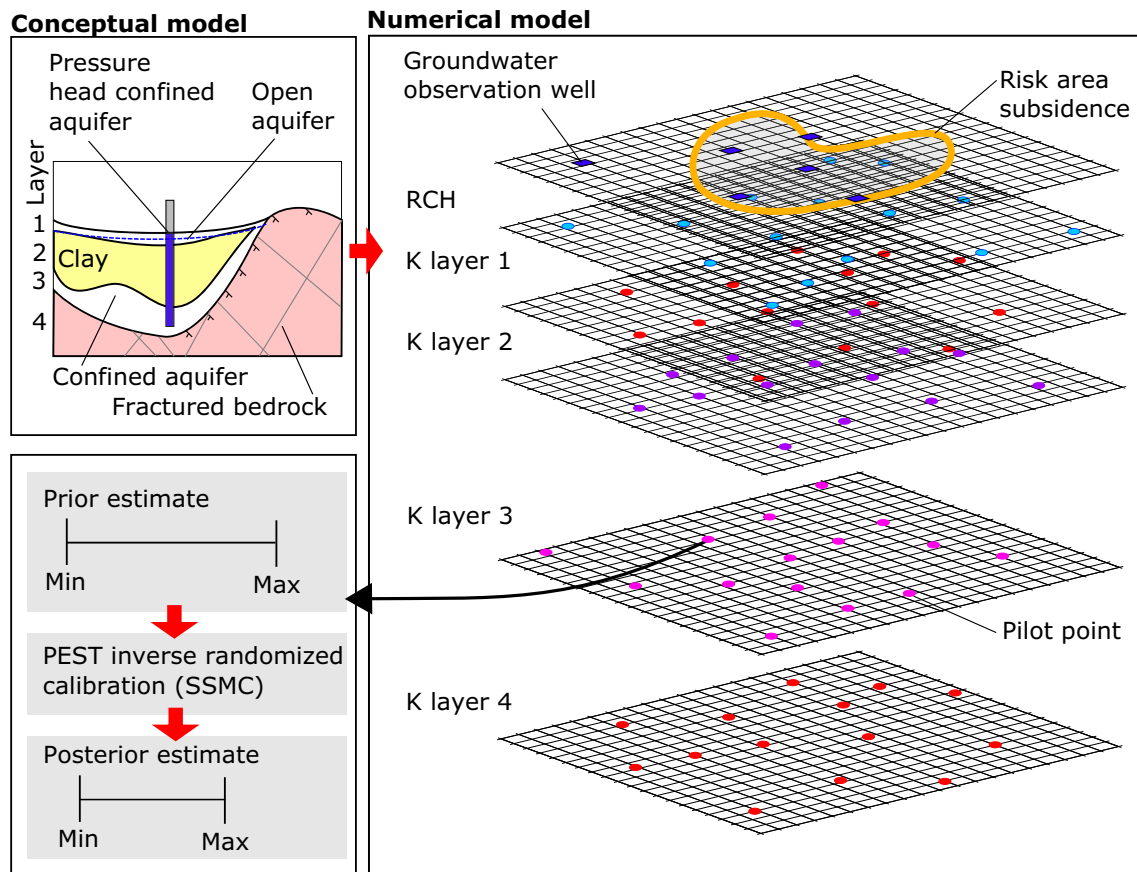 Conceptual model
Pressure
head confined
aquifer
Open
aquifer
Layer
1
2
3
4
Clay
Confined aquifer
Fractured bedrock
Numerical model
Groundwater
observation well
Risk area
subsidence
RCH
K layer 1
K layer 2
K layer 3
Pilot point
K layer 4
Prior estimate
Min
Max
PEST inverse randomized
calibration (SSMC)
Posterior estimate
Min
Max